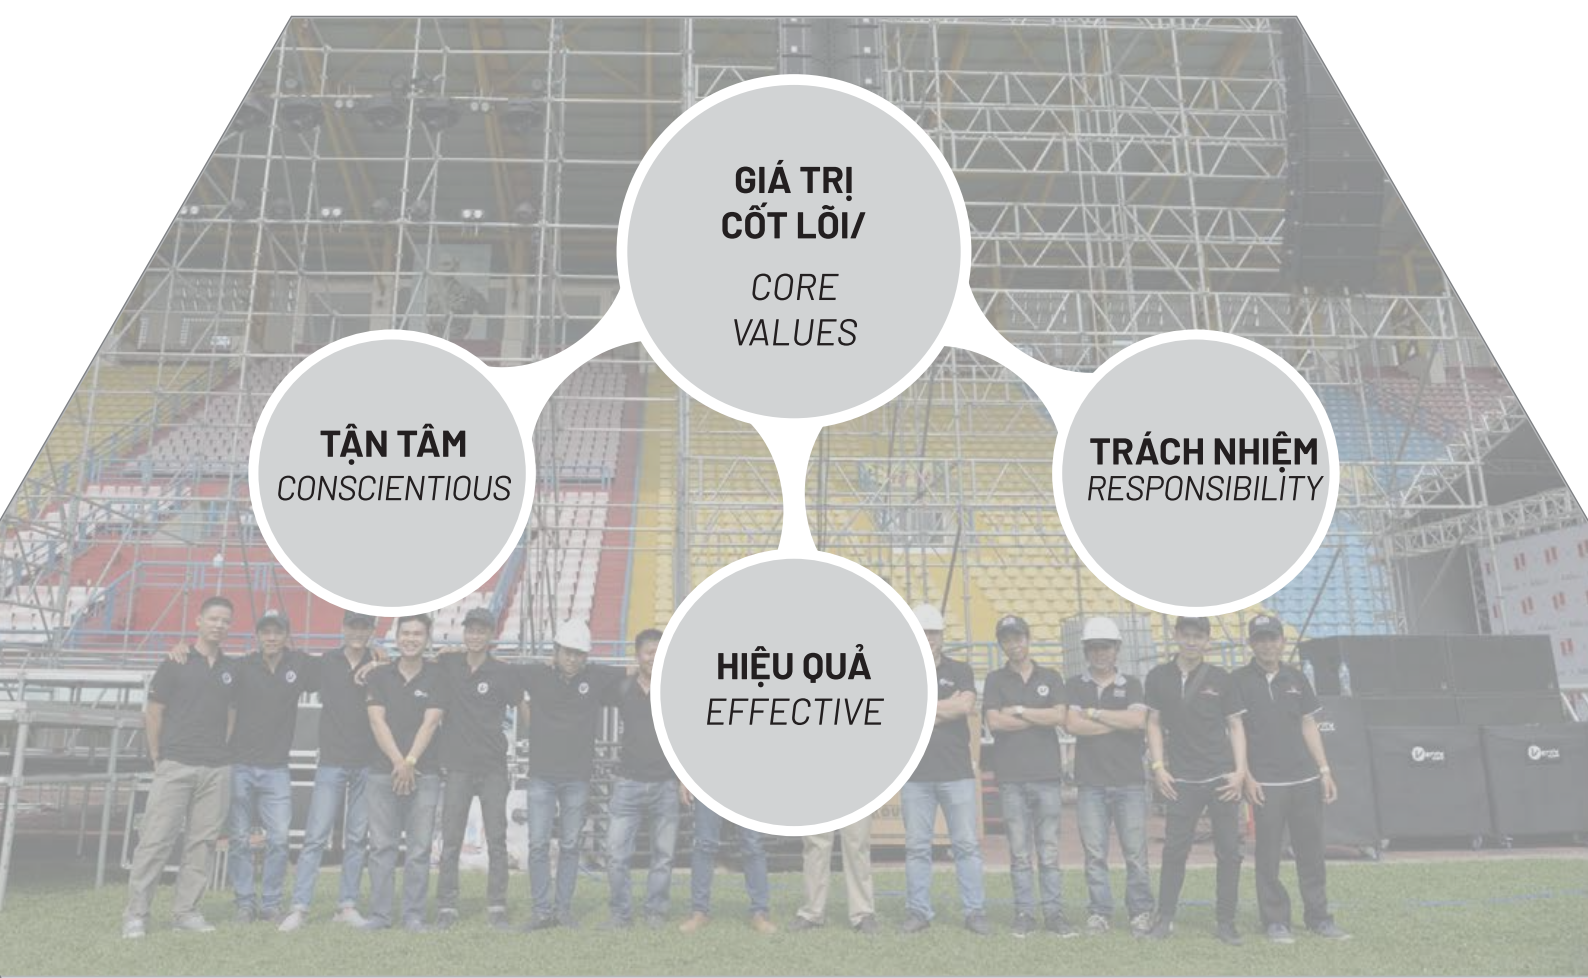 GIÁ TRỊ
CỐT LÕI/
CORE
VALUES
TẬN TÂM
CONSCIENTIOUS
TRÁCH NHIỆM
RESPONSIBILITY
HIỆU QUẢ
EFFECTIVE